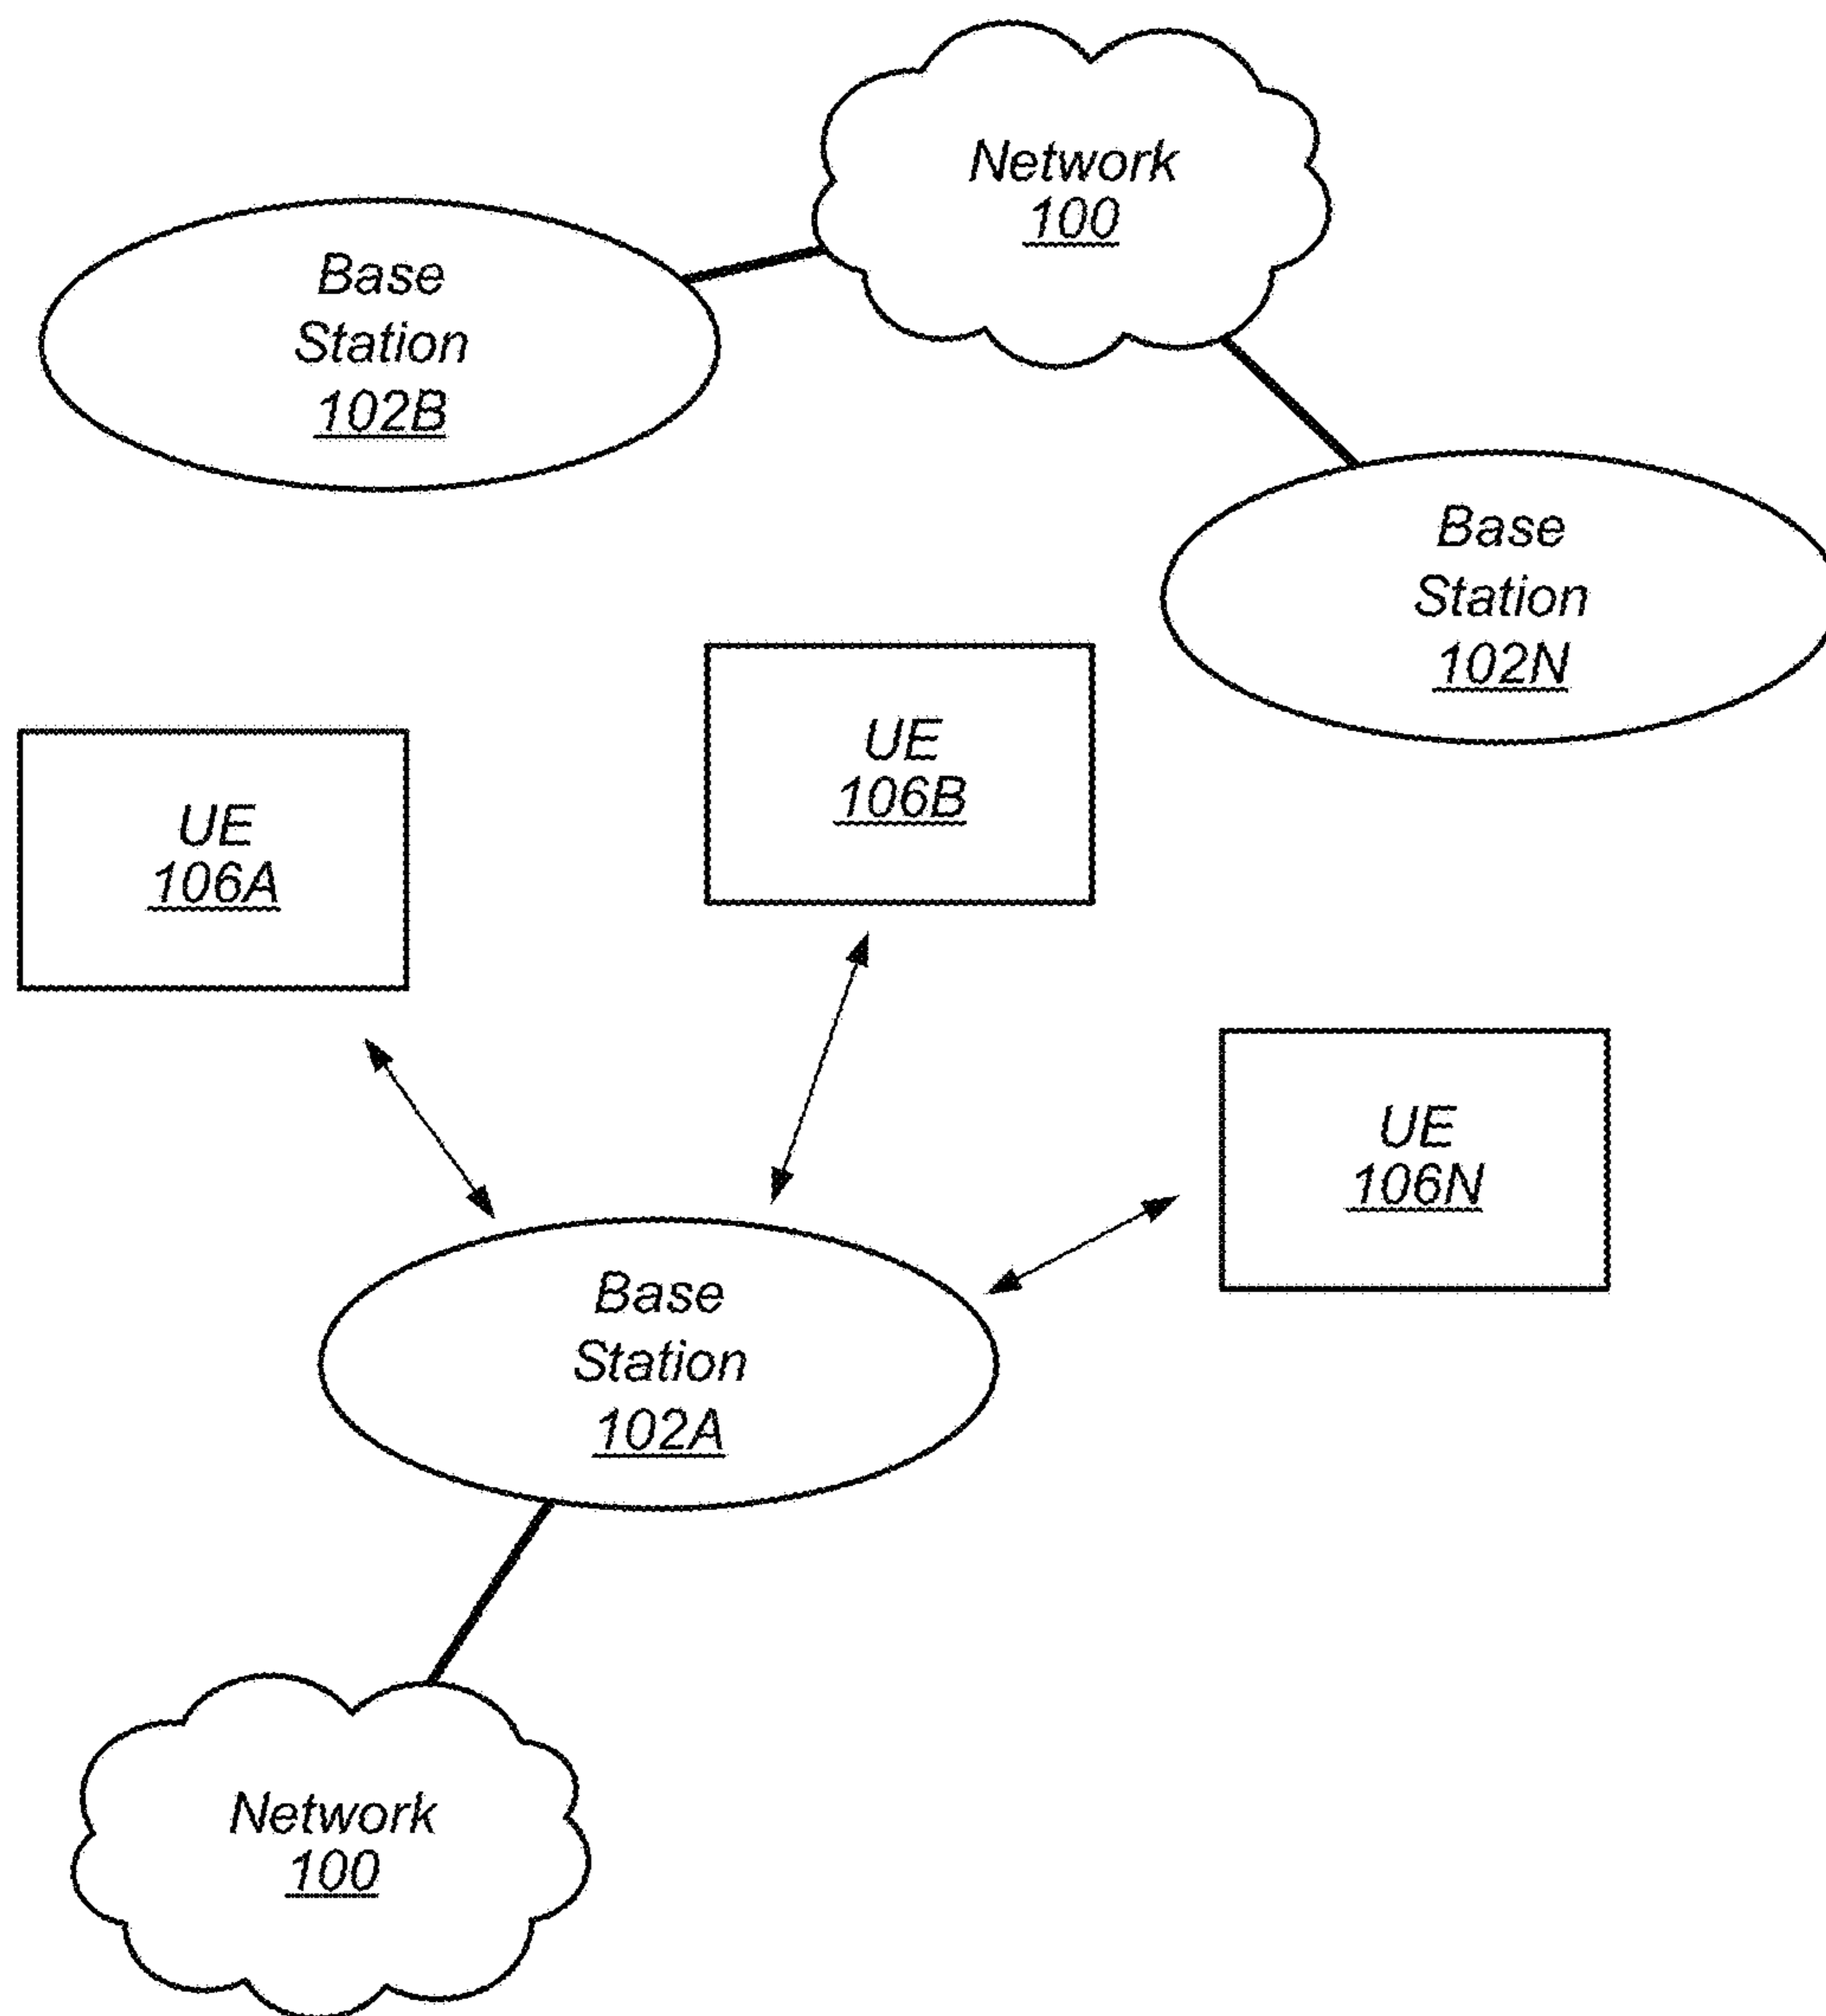 Network
100
Base
Station
102B
Base
Station
102N
UE
106B
UE
106A
UE
106N
Base
Station
102A
Network
100